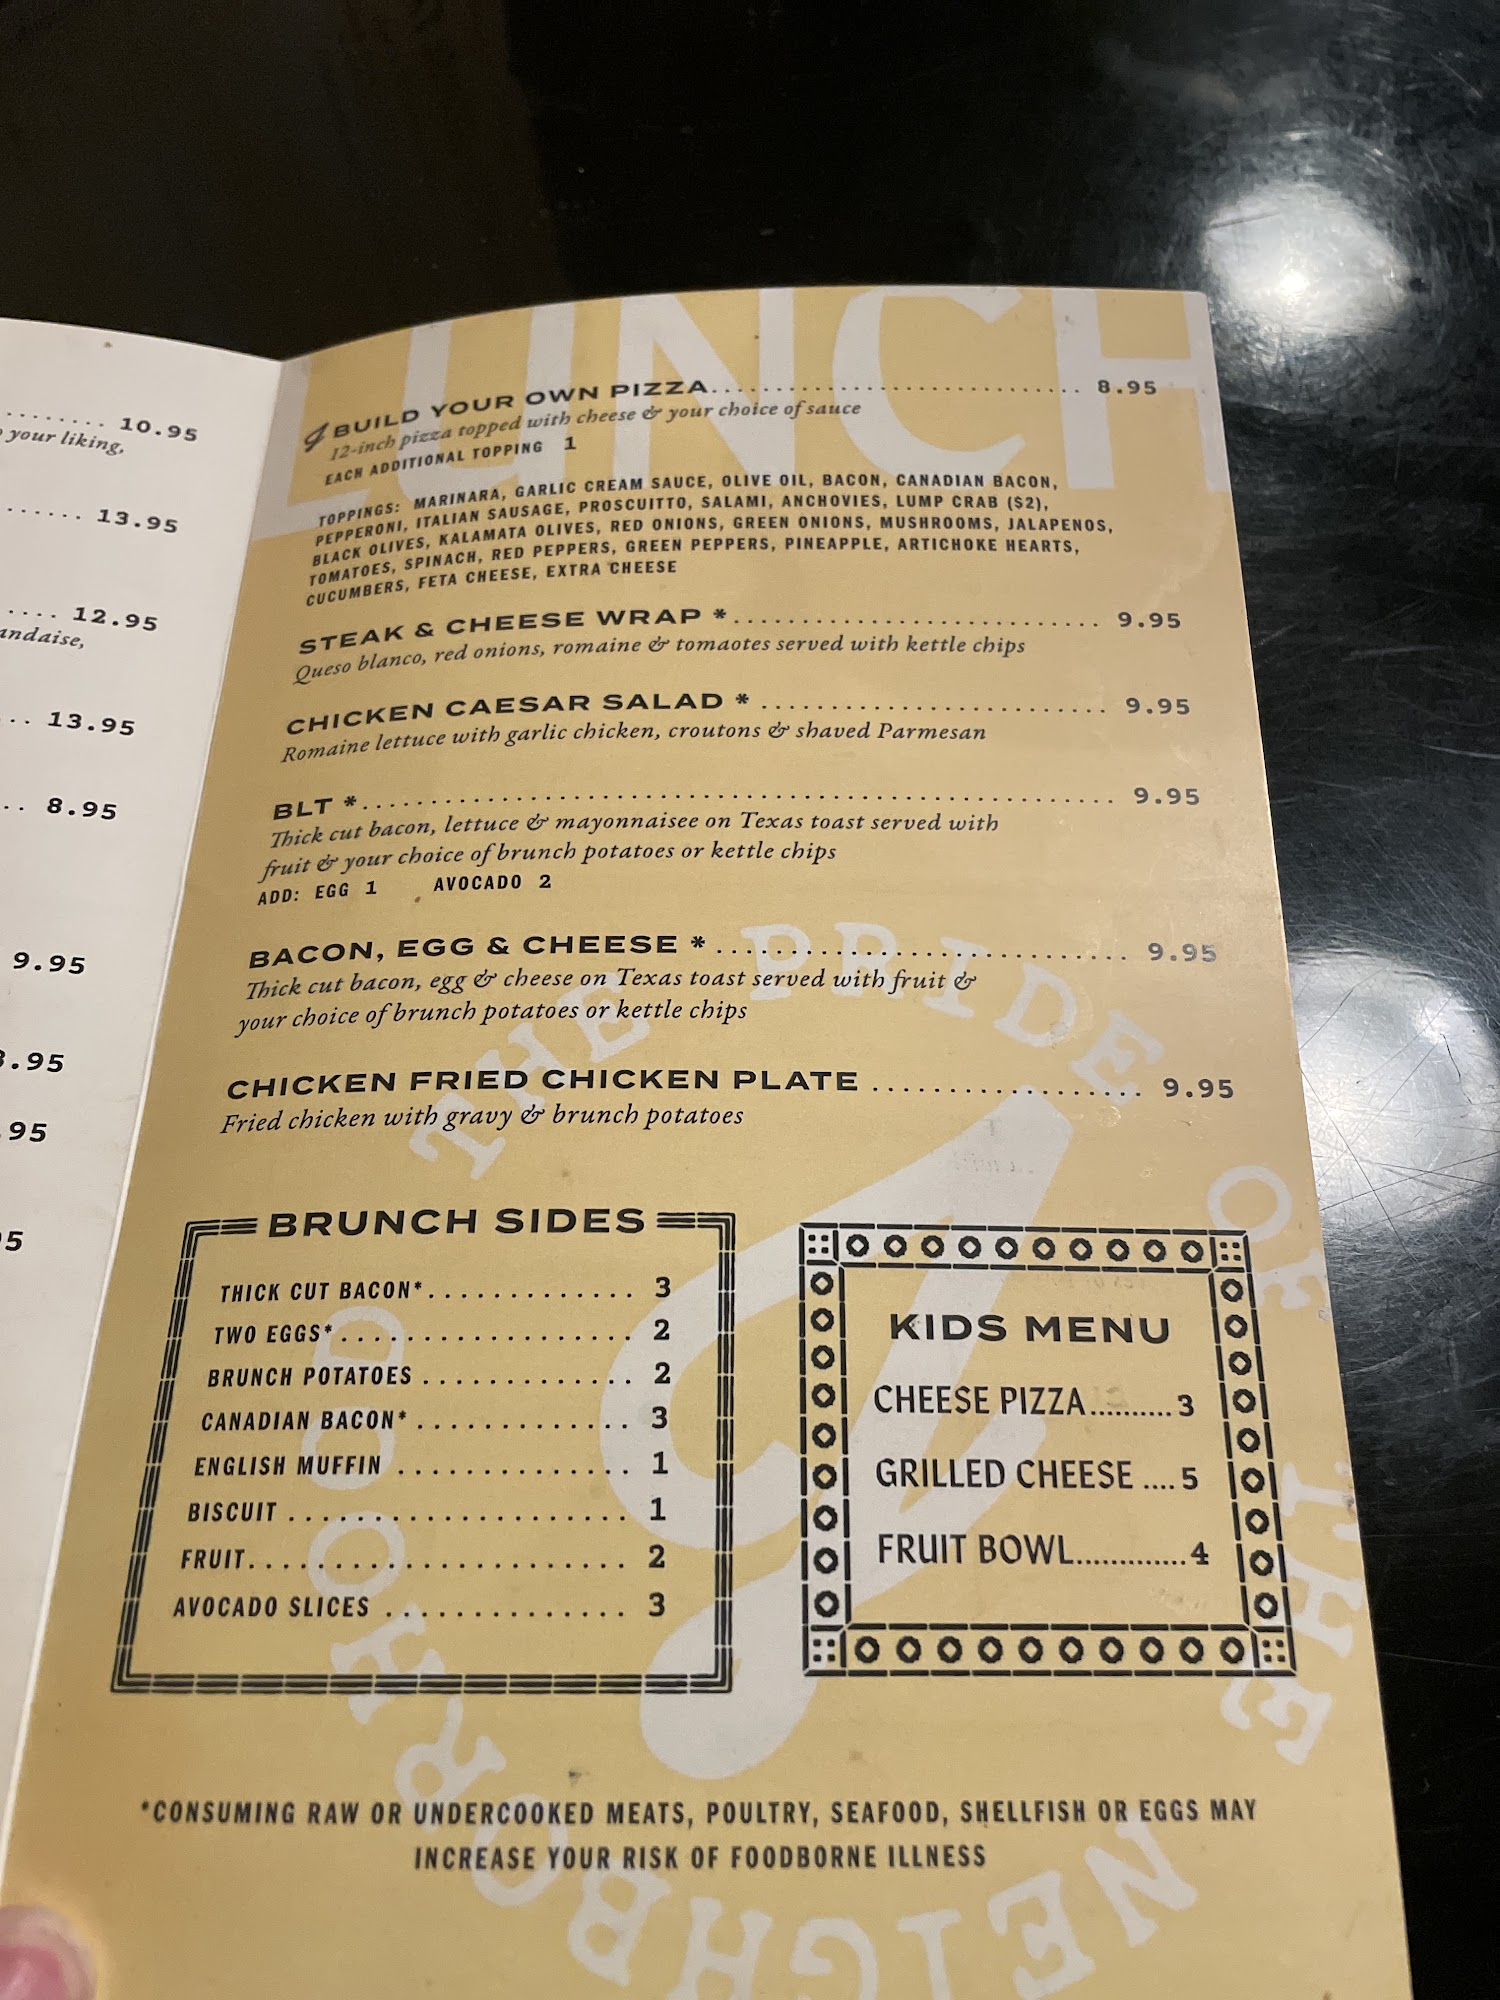 10.95
your liking,
13.95
12.95
andaise,
13.95
8.95
9.95
.95
.95
LUNCH
BUILD YOUR OWN PIZZA........................... 8.95
12-inch pizza topped with cheese & your choice of sauce
EACH ADDITIONAL TOPPING 1
TOPPINGS: MARINARA, GARLIC CREAM SAUCE, OLIVE OIL, BACON, CANADIAN BACON,
PEPPERONI, ITALIAN SAUSAGE, PROSCUITTO, SALAMI, ANCHOVIES, LUMP CRAB ($2),
BLACK OLIVES, KALAMATA OLIVES, RED ONIONS, GREEN ONIONS, MUSHROOMS, JALAPENOS,
TOMATOES, SPINACH, RED PEPPERS, GREEN PEPPERS, PINEAPPLE, ARTICHOKE HEARTS,
CUCUMBERS, FETA CHEESE, EXTRA CHEESE
STEAK & CHEESE WRAP *........................... 9.95
Queso blanco, red onions, romaine & tomaotes served with kettle chips
CHICKEN CAESAR SALAD * .......................... 9.95
Romaine lettuce with garlic chicken, croutons & shaved Parmesan
BLT *........................................................ 9.95
Thick cut bacon, lettuce & mayonnaisee on Texas toast served with
fruit & your choice of brunch potatoes or kettle chips
ADD: EGG 1 AVOCADO 2
BACON, EGG & CHEESE *............................... 9.95
Thick cut bacon, egg & cheese on Texas toast served with fruit &
your choice of brunch potatoes or kettle chips
CHICKEN FRIED CHICKEN PLATE .................... 9.95
Fried chicken with gravy & brunch potatoes
BRUNCH SIDES
THICK CUT BACON*.............. 3
TWO EGGS*...................... 2
BRUNCH POTATOES .............. 2
CANADIAN BACON* .............. 3
ENGLISH MUFFIN ............... 1
BISCUIT ....................... 1
FRUIT.......................... 2
AVOCADO SLICES ................ 3
KIDS MENU
CHEESE PIZZA..........3
GRILLED CHEESE ....5
FRUIT BOWL.............4
THE PRIDE OF THE NEIGHBORHOOD
*CONSUMING RAW OR UNDERCOOKED MEATS, POULTRY, SEAFOOD, SHELLFISH OR EGGS MAY
INCREASE YOUR RISK OF FOODBORNE ILLNESS